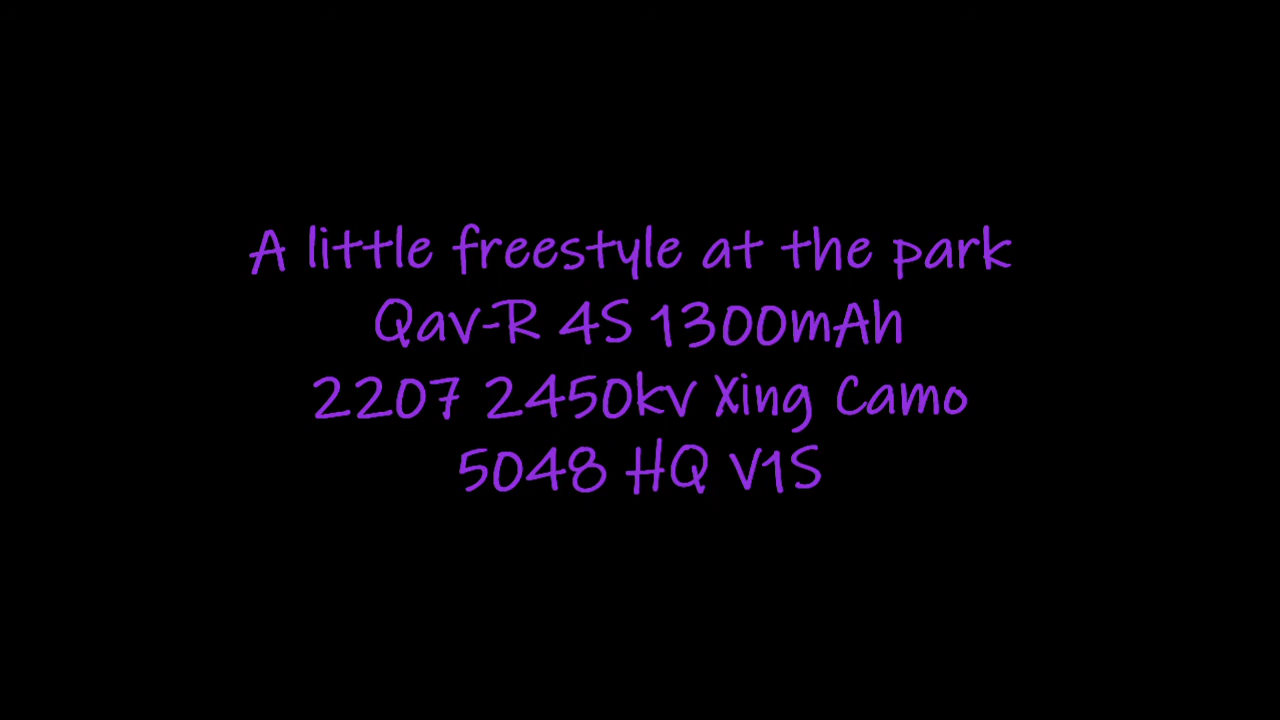 A little freestyle at the park
Qav-R 4S 1300mAh
2207 2450kv Xing Camo
5048 HQ V1S